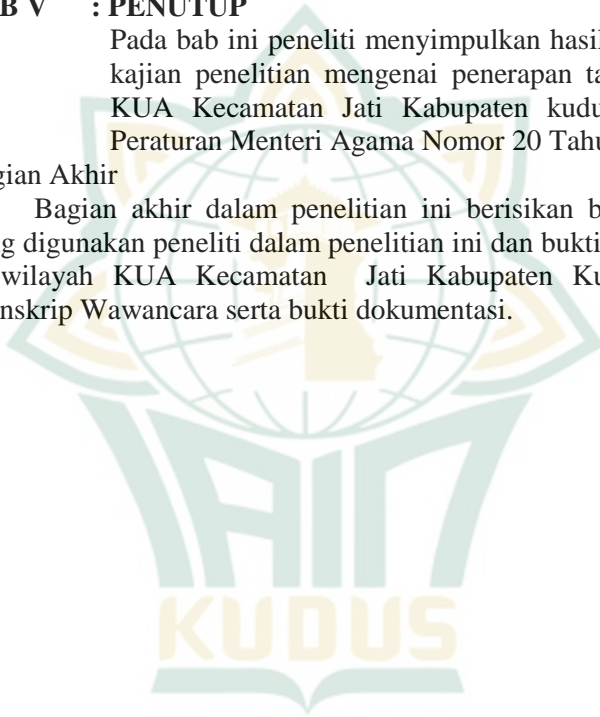 B V : PENUTUP
Pada bab ini peneliti menyimpulkan hasil
kajian penelitian mengenai penerapan ta
KUA Kecamatan Jati Kabupaten kudu
Peraturan Menteri Agama Nomor 20 Tahu
gian Akhir
Bagian akhir dalam penelitian ini berisikan b
g digunakan peneliti dalam penelitian ini dan bukti
wilayah KUA Kecamatan Jati Kabupaten Ku
nskrip Wawancara serta bukti dokumentasi.
IAIN
KUDUS